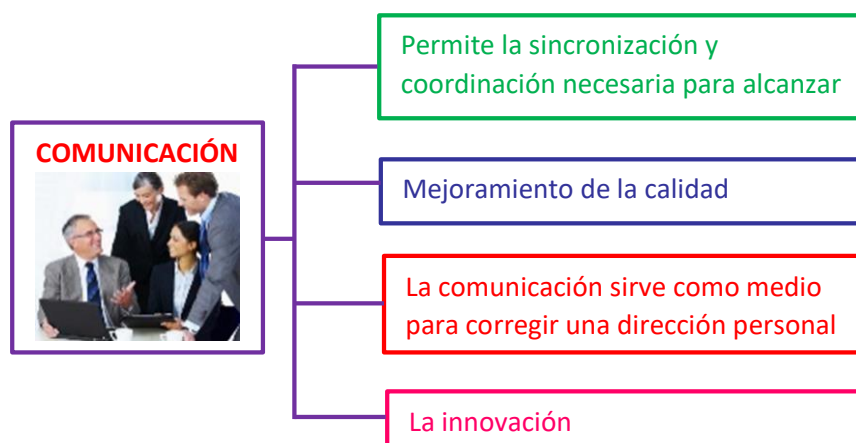 COMUNICACIÓN
Permite la sincronización y
coordinación necesaria para alcanzar
Mejoramiento de la calidad
La comunicación sirve como medio
para corregir una dirección personal
La innovación